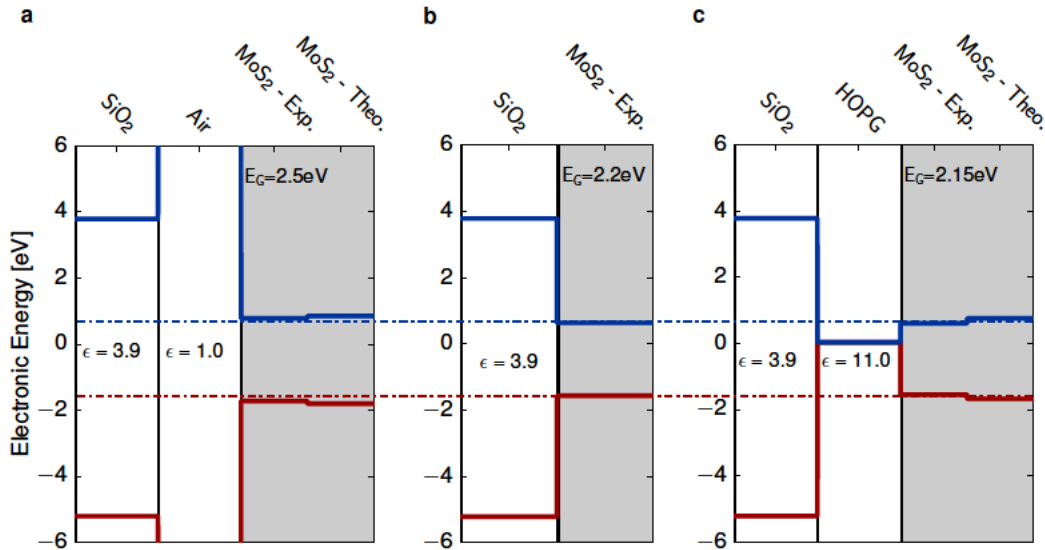 a
b
c
SiO2
Air
MoS2 - Exp.
MoS2 - Theo.
SiO2
MoS2 - Exp.
SiO2
HOPG
MoS2 - Exp.
MoS2 - Theo.
Electronic Energy [eV]
6
4
2
0
−2
−4
−6
EG=2.5eV
ϵ = 3.9
ϵ = 1.0
6
4
2
0
−2
−4
−6
EG=2.2eV
ϵ = 3.9
6
4
2
0
−2
−4
−6
EG=2.15eV
ϵ = 3.9
ϵ = 11.0